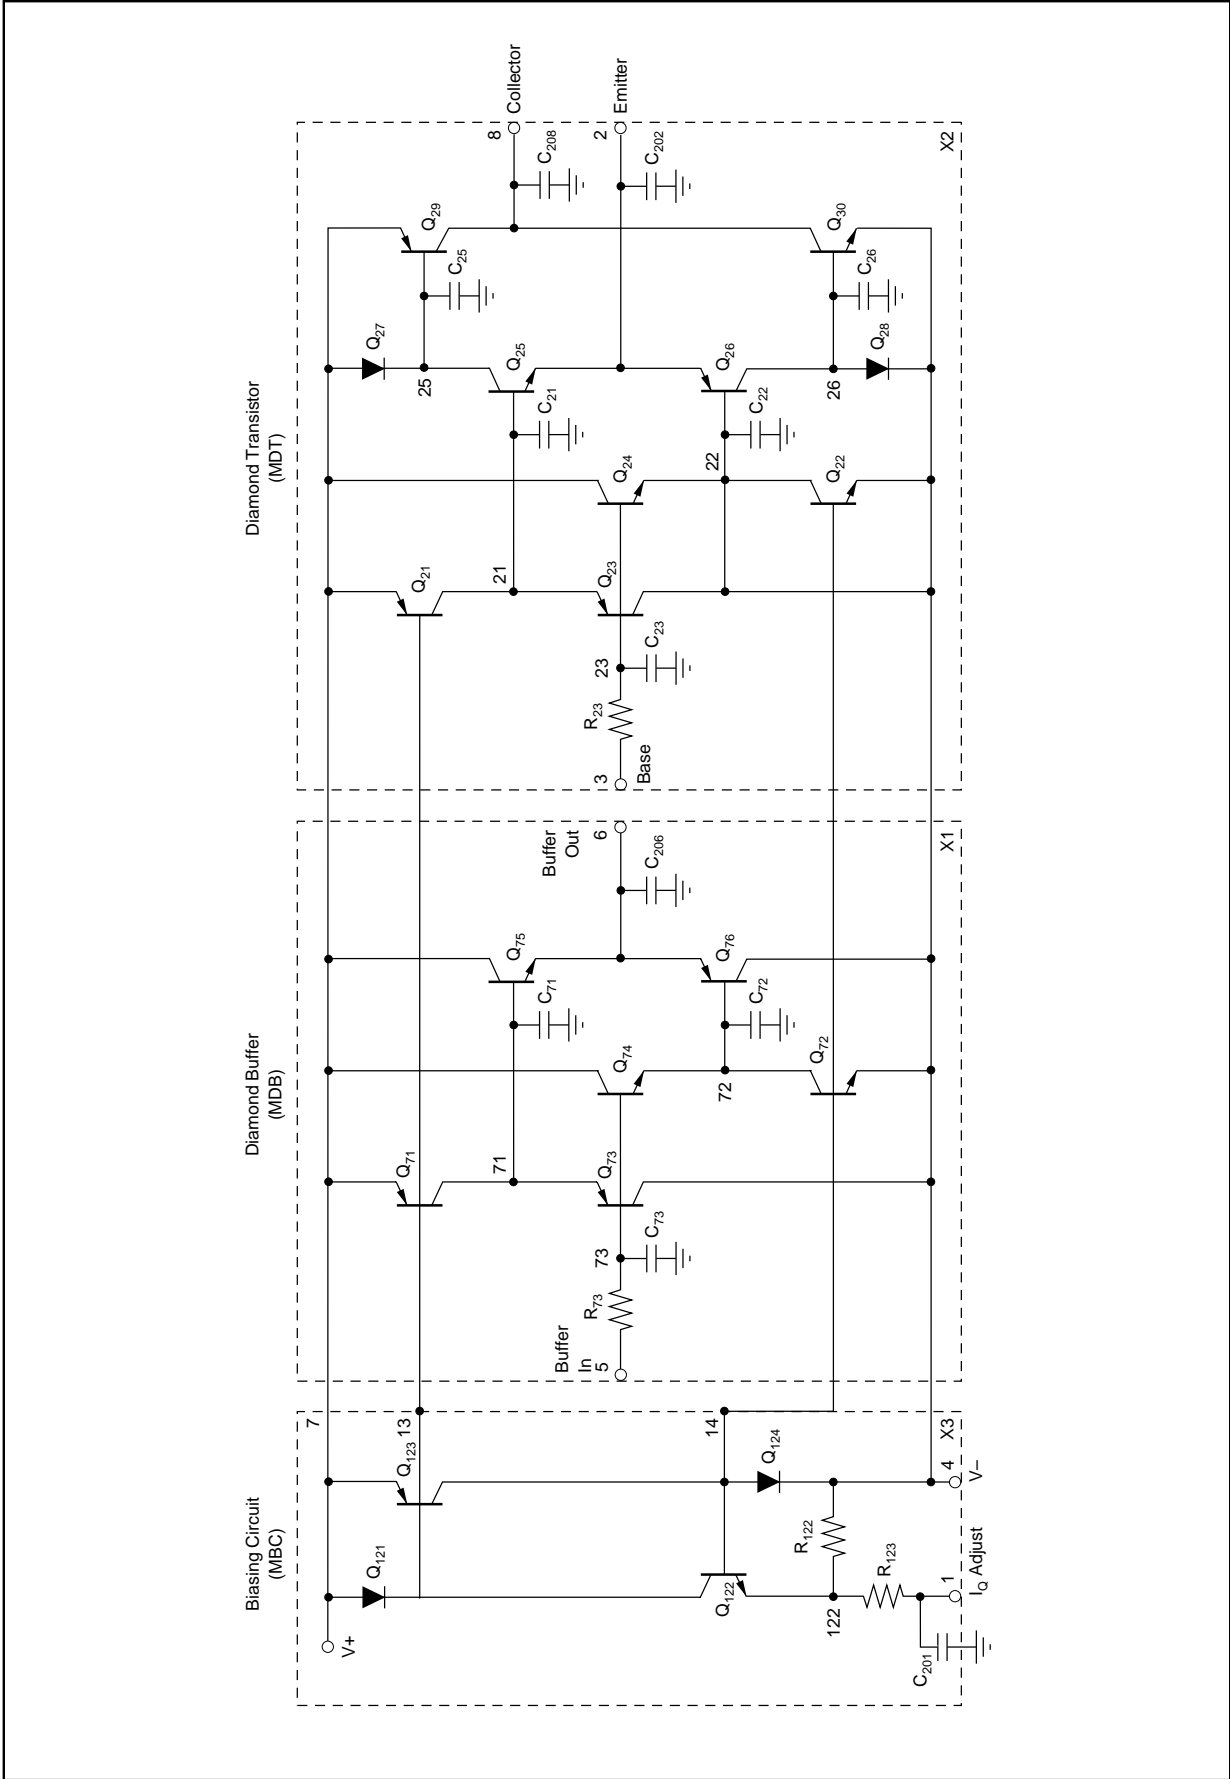 Biasing Circuit
(MBC)
V+
Q121
Q123
7
13
14
Q122
Q124
R122
122
R123
C201
1
IQ Adjust
4
V–
X3
Diamond Buffer
(MDB)
Q71
71
Q73
73
C73
R73
Buffer
In
5
Q74
72
Q72
C71
C72
Q75
Q76
Buffer
Out
6
C206
X1
Diamond Transistor
(MDT)
Q21
21
Q23
23
C23
R23
3
Base
Q24
22
Q22
C21
C22
Q25
Q26
25
26
Q27
Q28
C25
C26
Q29
Q30
8
Collector
C208
2
Emitter
C202
X2